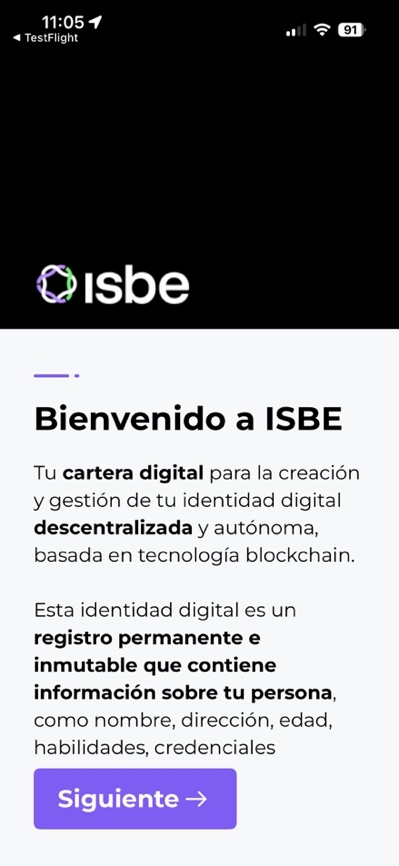 11:05
◀ TestFlight
91
isbe
Bienvenido a ISBE
Tu cartera digital para la creación
y gestión de tu identidad digital
descentralizada y autónoma,
basada en tecnología blockchain.
Esta identidad digital es un
registro permanente e
inmutable que contiene
información sobre tu persona,
como nombre, dirección, edad,
habilidades, credenciales
Siguiente →